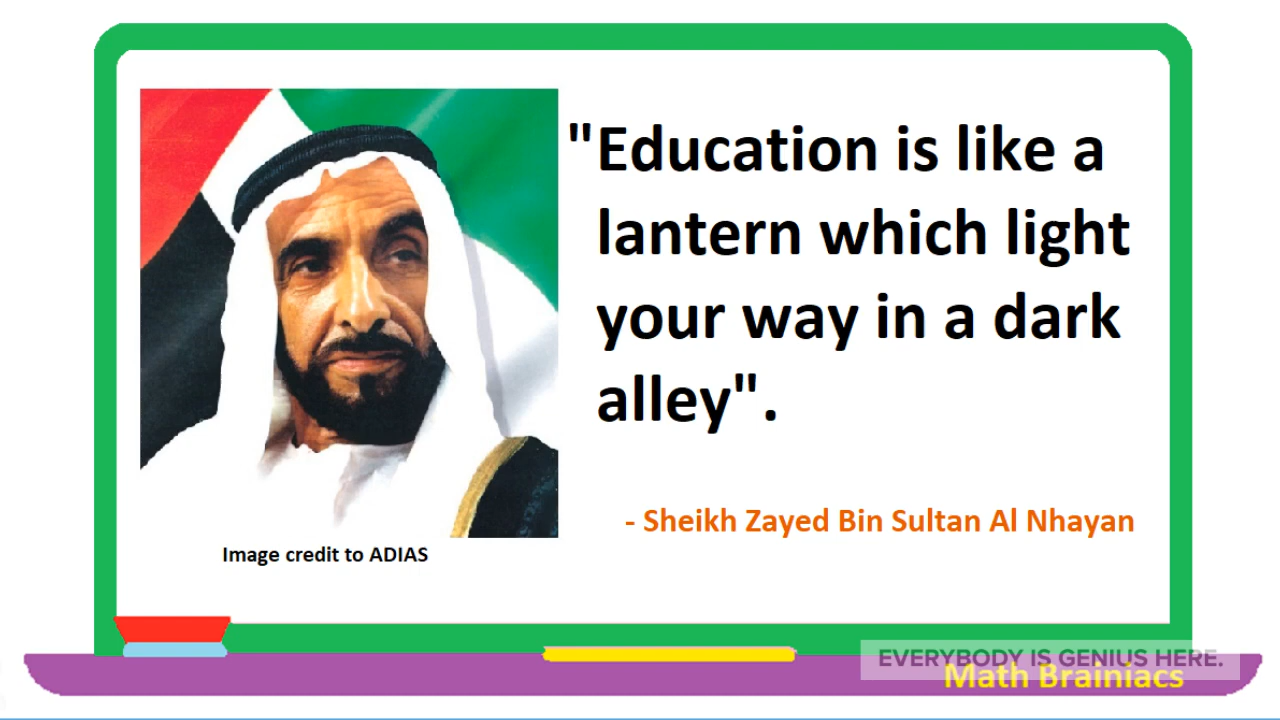 "Education is like a
lantern which light
your way in a dark
alley".
- Sheikh Zayed Bin Sultan Al Nhayan
Image credit to ADIAS
EVERYBODY IS GENIUS HERE.
Math Brainiacs